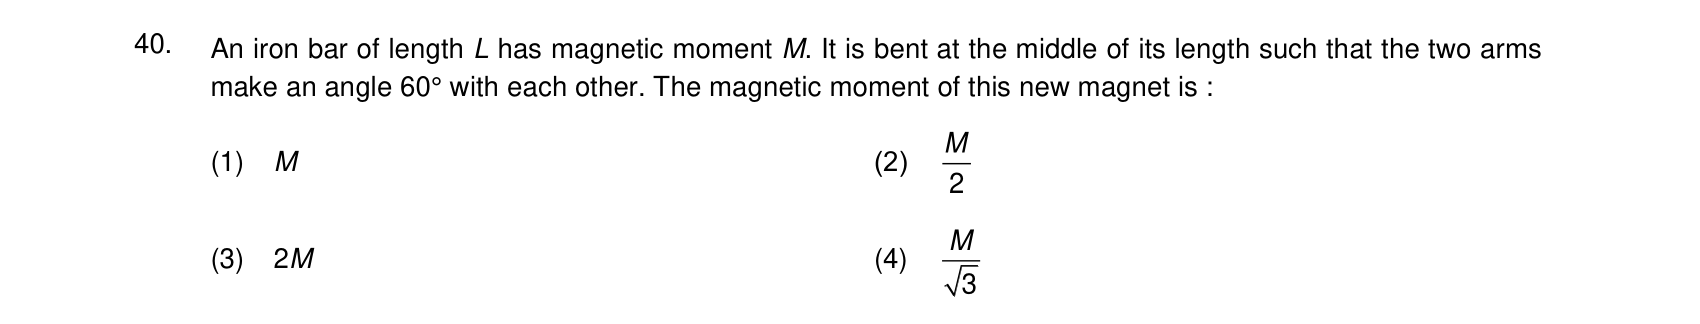 40. An iron bar of length L has magnetic moment M. It is bent at the middle of its length such that the two arms
make an angle 60° with each other. The magnetic moment of this new magnet is :
(1) M (2) M/2
(3) 2M (4) M/√3